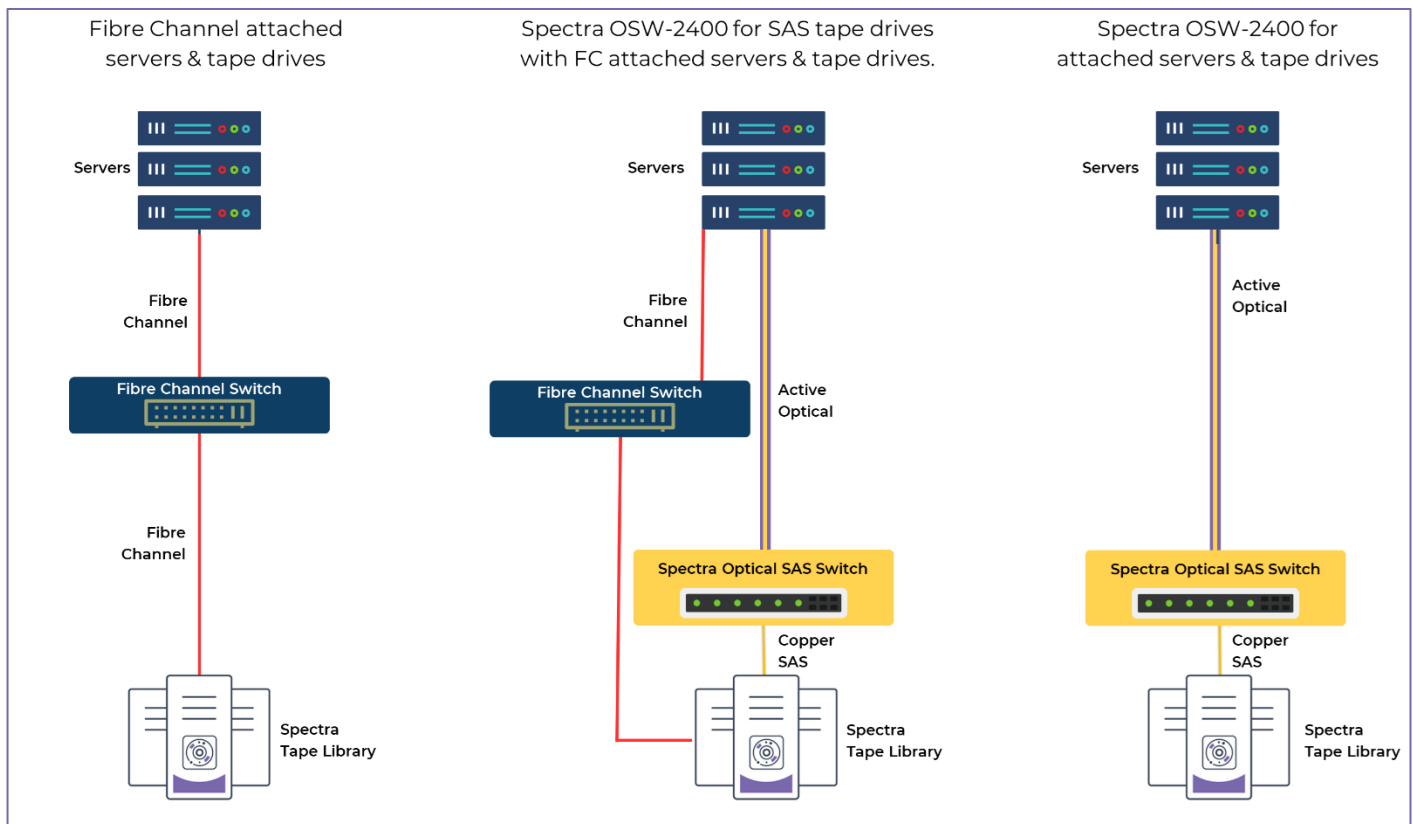 Fibre Channel attached
servers & tape drives
Servers
Fibre
Channel
Fibre Channel Switch
Fibre
Channel
Spectra
Tape Library
Spectra OSW-2400 for SAS tape drives
with FC attached servers & tape drives.
Servers
Fibre
Channel
Fibre Channel Switch
Active
Optical
Spectra Optical SAS Switch
Copper
SAS
Spectra
Tape Library
Spectra OSW-2400 for
attached servers & tape drives
Servers
Active
Optical
Spectra Optical SAS Switch
Copper
SAS
Spectra
Tape Library